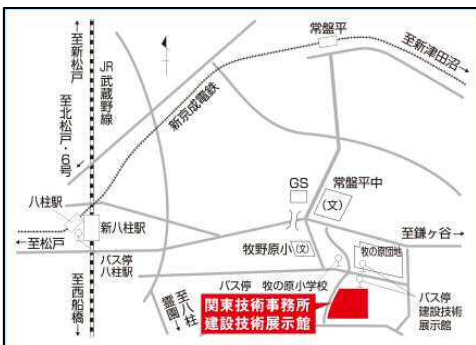 至新松戸
至北松戸・6号
JR 武蔵野線
常盤平
至新津田沼
新京成電鉄
GS
常盤平中
(文)
八柱駅
新八柱駅
至鎌ヶ谷
至松戸
牧野原小
(文)
牧の原団地
バス停
八柱駅
バス停 牧の原小学校
至西船橋
至八柱
霊園
関東技術事務所
建設技術展示館
バス停
建設技術
展示館